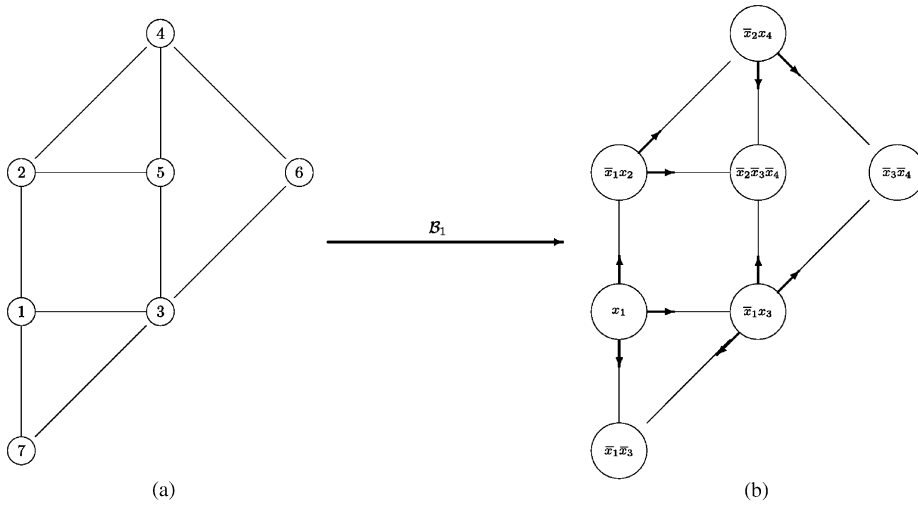 4
2
5
6
1
3
7
(a)
ℬ₁
x̅₂x₄
x̅₁x₂
x̅₂x̅₃x̅₄
x̅₃x̅₄
x₁
x̅₁x₃
x̅₁x̅₃
(b)